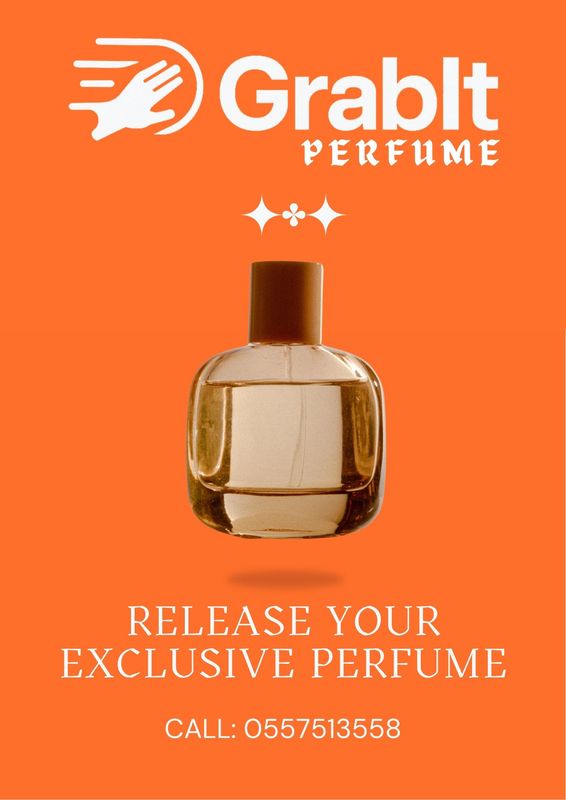 GrabIt
PERFUME
RELEASE YOUR
EXCLUSIVE PERFUME
CALL: 0557513558